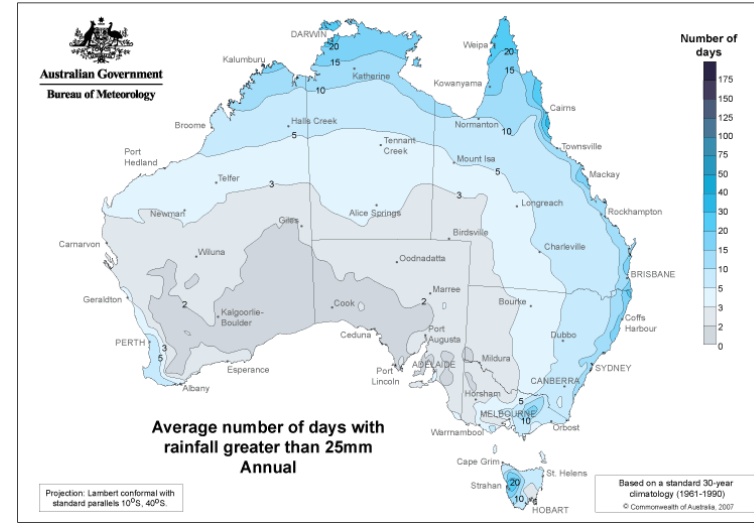 Australian Government
Bureau of Meteorology
DARWIN
20
15
Katherine
10
Kalumburu
Weipa
20
15
Kowanyama
Cairns
Normanton
10
Townsville
Broome
Halls Creek
5
Tennant
Creek
Mount Isa
5
Mackay
Port
Hedland
Telfer
3
3
Longreach
Rockhampton
Newman
Giles
Alice Springs
Birdsville
Charleville
Carnarvon
Wiluna
Oodnadatta
BRISBANE
Geraldton
2
Kalgoorlie-
Boulder
Cook
Marree
2
Bourke
Coffs
Harbour
PERTH
3
5
Ceduna
Port
Augusta
Dubbo
Esperance
Albany
Port
Lincoln
ADELAIDE
Mildura
SYDNEY
CANBERRA
Horsham
5
MELBOURNE
10
Warrnambool
Orbost
Cape Grim
St. Helens
Strahan
20
10
5
HOBART
Number of
days
175
150
125
100
75
50
40
30
20
15
10
5
3
2
0
Average number of days with
rainfall greater than 25mm
Annual
Projection: Lambert conformal with
standard parallels 10°S, 40°S.
Based on a standard 30-year
climatology (1961-1990)
© Commonwealth of Australia, 2007